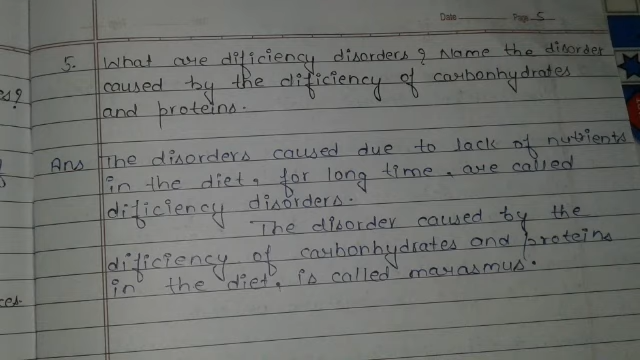 Date Page 5
5. What are dificiency disorders? Name the disorder
caused by the dificiency of carbonhydrates
and proteins.
Ans The disorders caused due to lack of nutrients
in the diet, for long time, are called
dificiency disorders.
The disorder caused by the
dificiency of carbonhydrates and proteins
in the diet, is called marasmus.
es?
ces